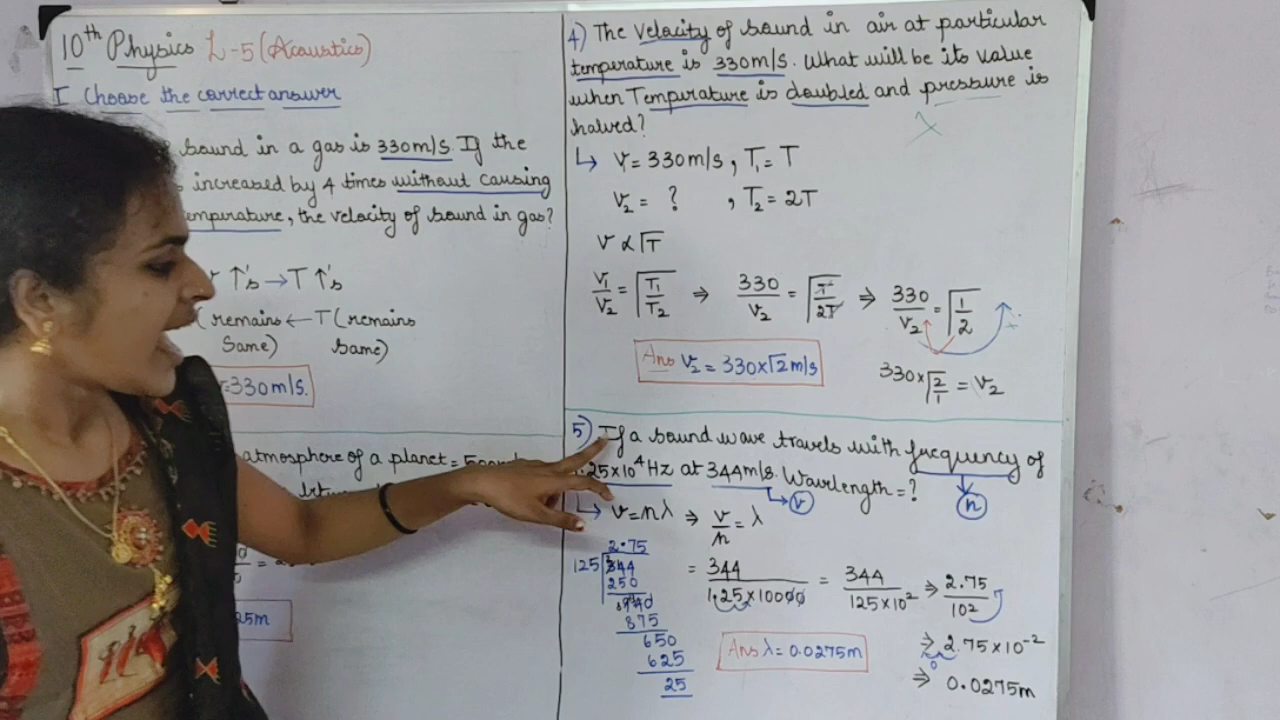 10th Physics L-5 (Acoustics)
I Choose the correct answer
sound in a gas is 330m/s. If the
increased by 4 times without causing
emperature, the velocity of sound in gas?
v ↑'s → T ↑'s
(remains ← T (remains
Same) same)
v=330m/s.
atmosphere of a planet = 500
25m
4) The Velocity of sound in air at particular
temperature is 330m/s. What will be its value
when Temperature is doubled and pressure is
halved?
↳ V₁ = 330m/s, T₁ = T
V₂ = ? , T₂ = 2T
v ∝ √T
V₁/V₂ = √T₁/T₂ ⇒ 330/V₂ = √T/2T ⇒ 330/V₂ = √1/2
330×√2/1 = V₂
Ans V₂ = 330×√2 m/s
5) If a sound wave travels with frequency of
1.25×10⁴Hz at 344m/s. Wavelength = ?
→ v n
↳ v=nλ ⇒ v/n = λ
2.75
125 344
250
940
875
650
625
25
= 344/1.25×10000 = 344/125×10² ⇒ 2.75/10²
⇒ 2.75×10⁻²
⇒ 0.0275m
Ans λ = 0.0275m